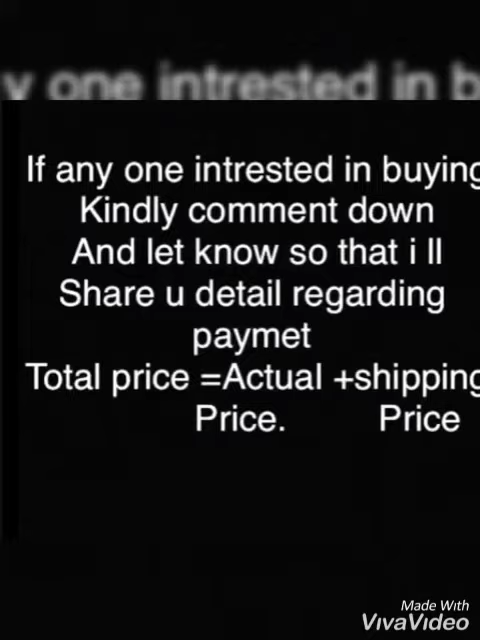 y one intrested in b
If any one intrested in buying
Kindly comment down
And let know so that i ll
Share u detail regarding
paymet
Total price =Actual +shipping
Price. Price
Made With
VivaVideo